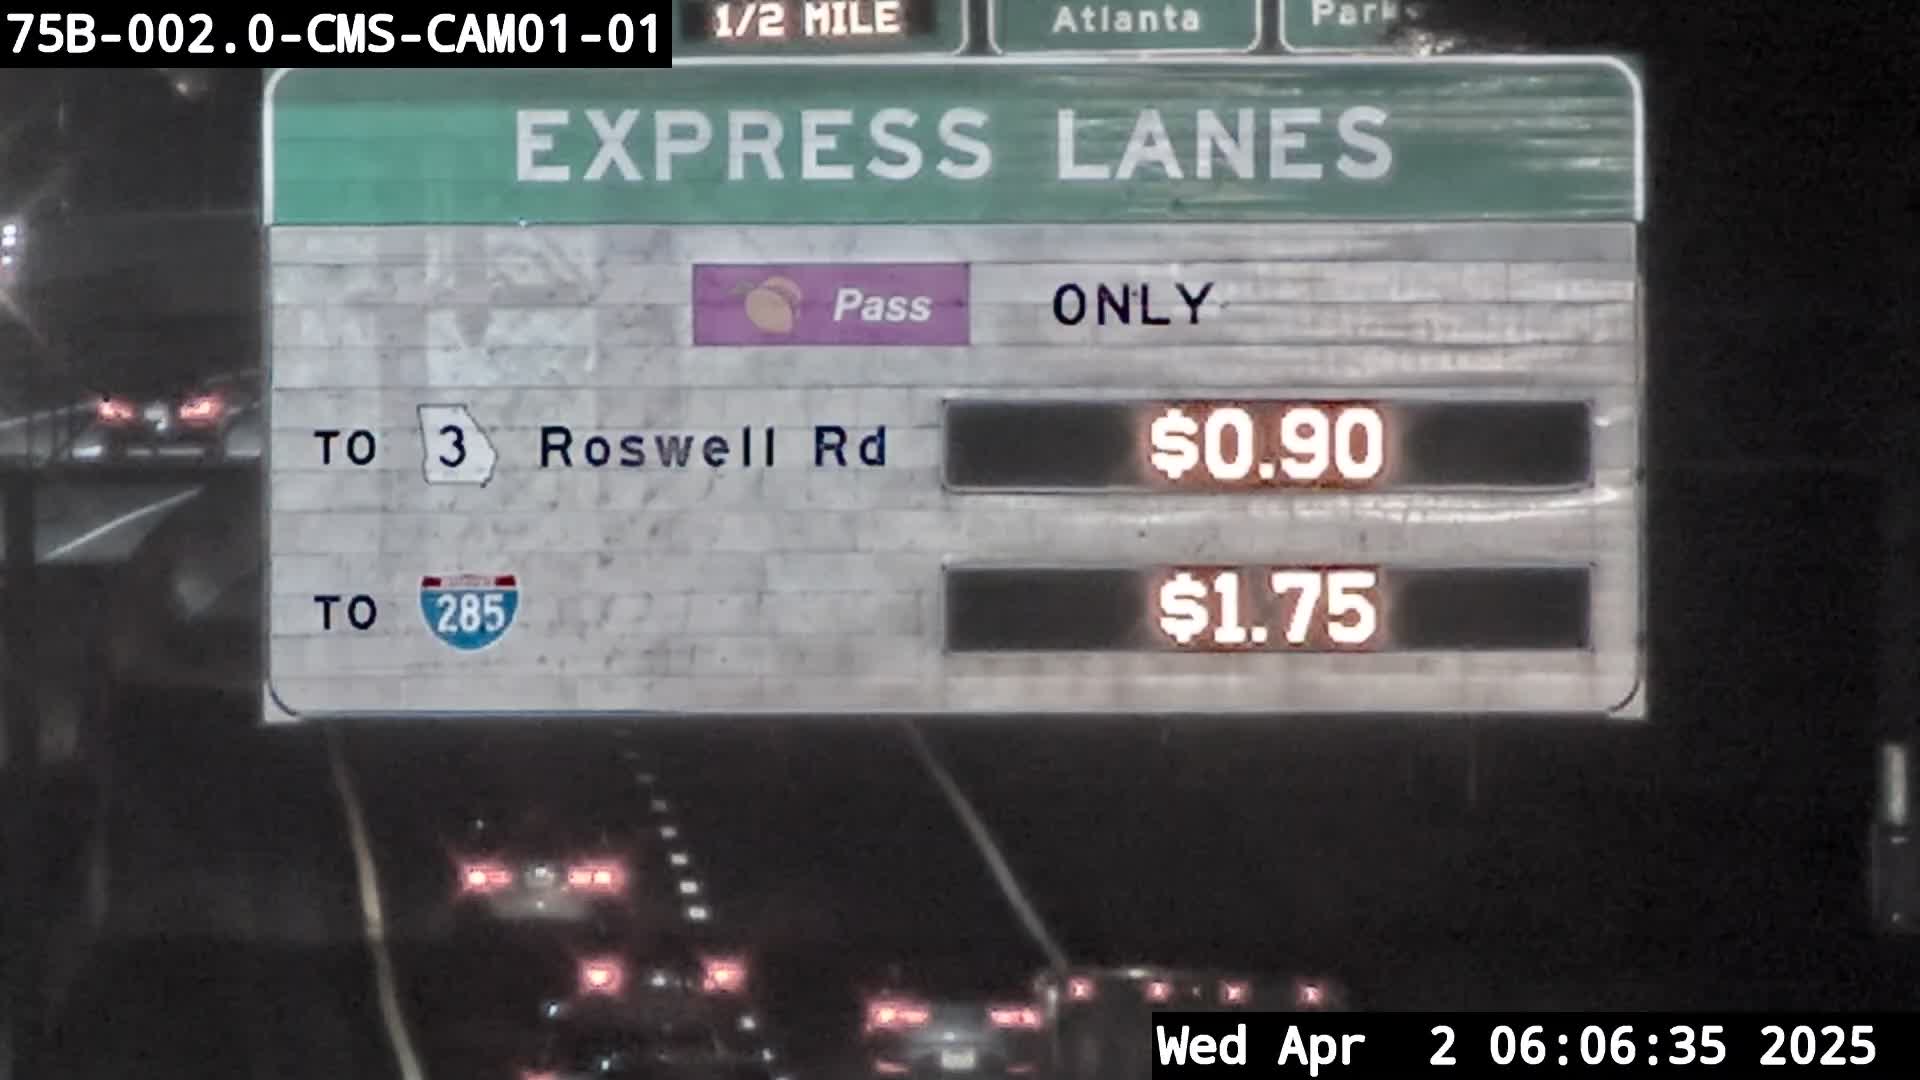 75B-002.0-CMS-CAM01-01
1/2 MILE
Atlanta
Park
EXPRESS LANES
Pass ONLY
TO 3 Roswell Rd $0.90
TO 285 $1.75
Wed Apr 2 06:06:35 2025